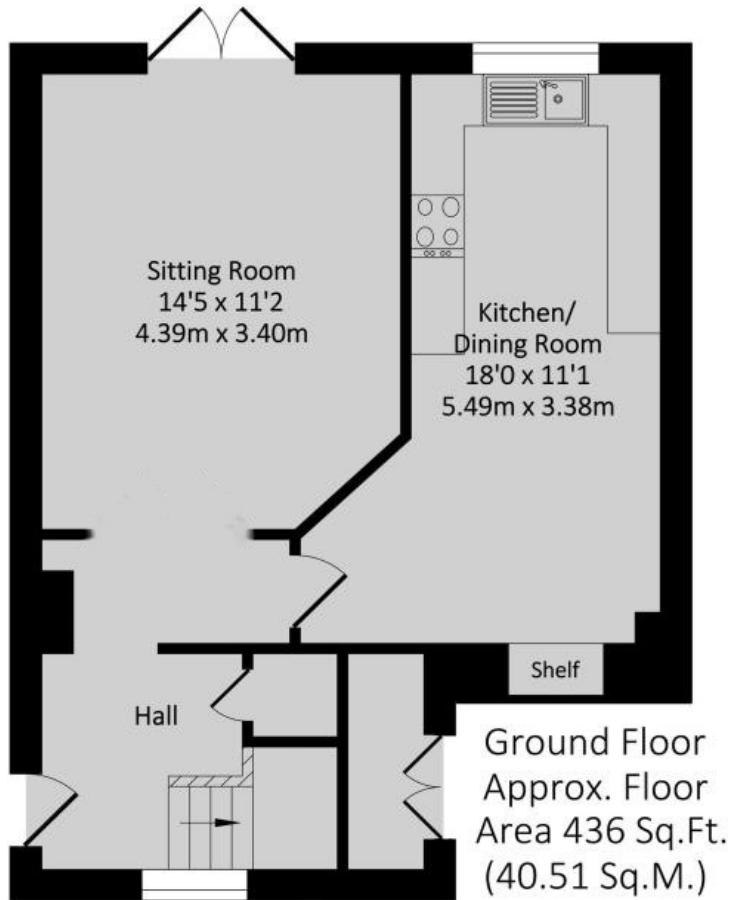 Sitting Room
14'5 x 11'2
4.39m x 3.40m
Kitchen/
Dining Room
18'0 x 11'1
5.49m x 3.38m
Shelf
Hall
Ground Floor
Approx. Floor
Area 436 Sq.Ft.
(40.51 Sq.M.)